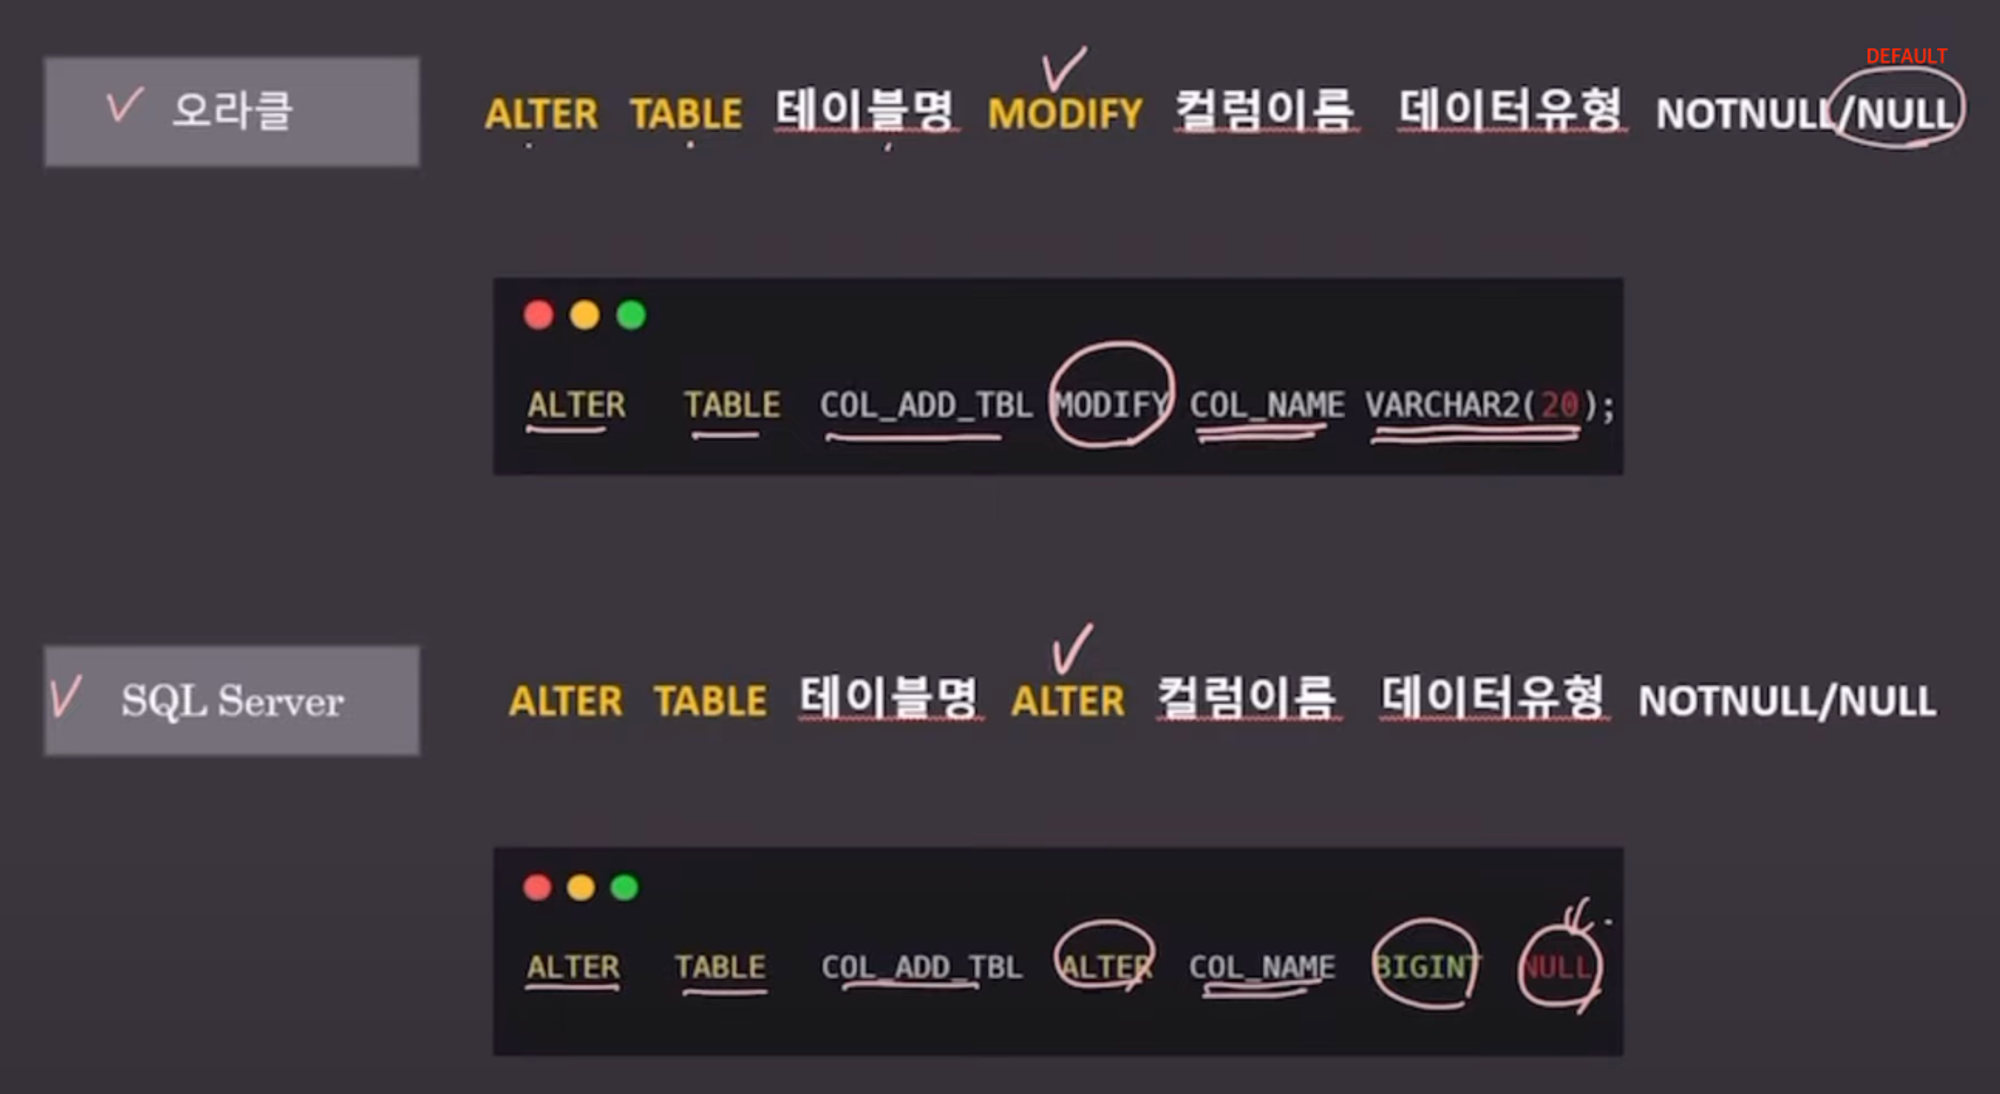 DEFAULT
오라클
ALTER TABLE 테이블명 MODIFY 컬럼이름 데이터유형 NOTNULL/NULL
ALTER TABLE COL_ADD_TBL MODIFY COL_NAME VARCHAR2(20);
SQL Server
ALTER TABLE 테이블명 ALTER 컬럼이름 데이터유형 NOTNULL/NULL
ALTER TABLE COL_ADD_TBL ALTER COL_NAME BIGINT NULL